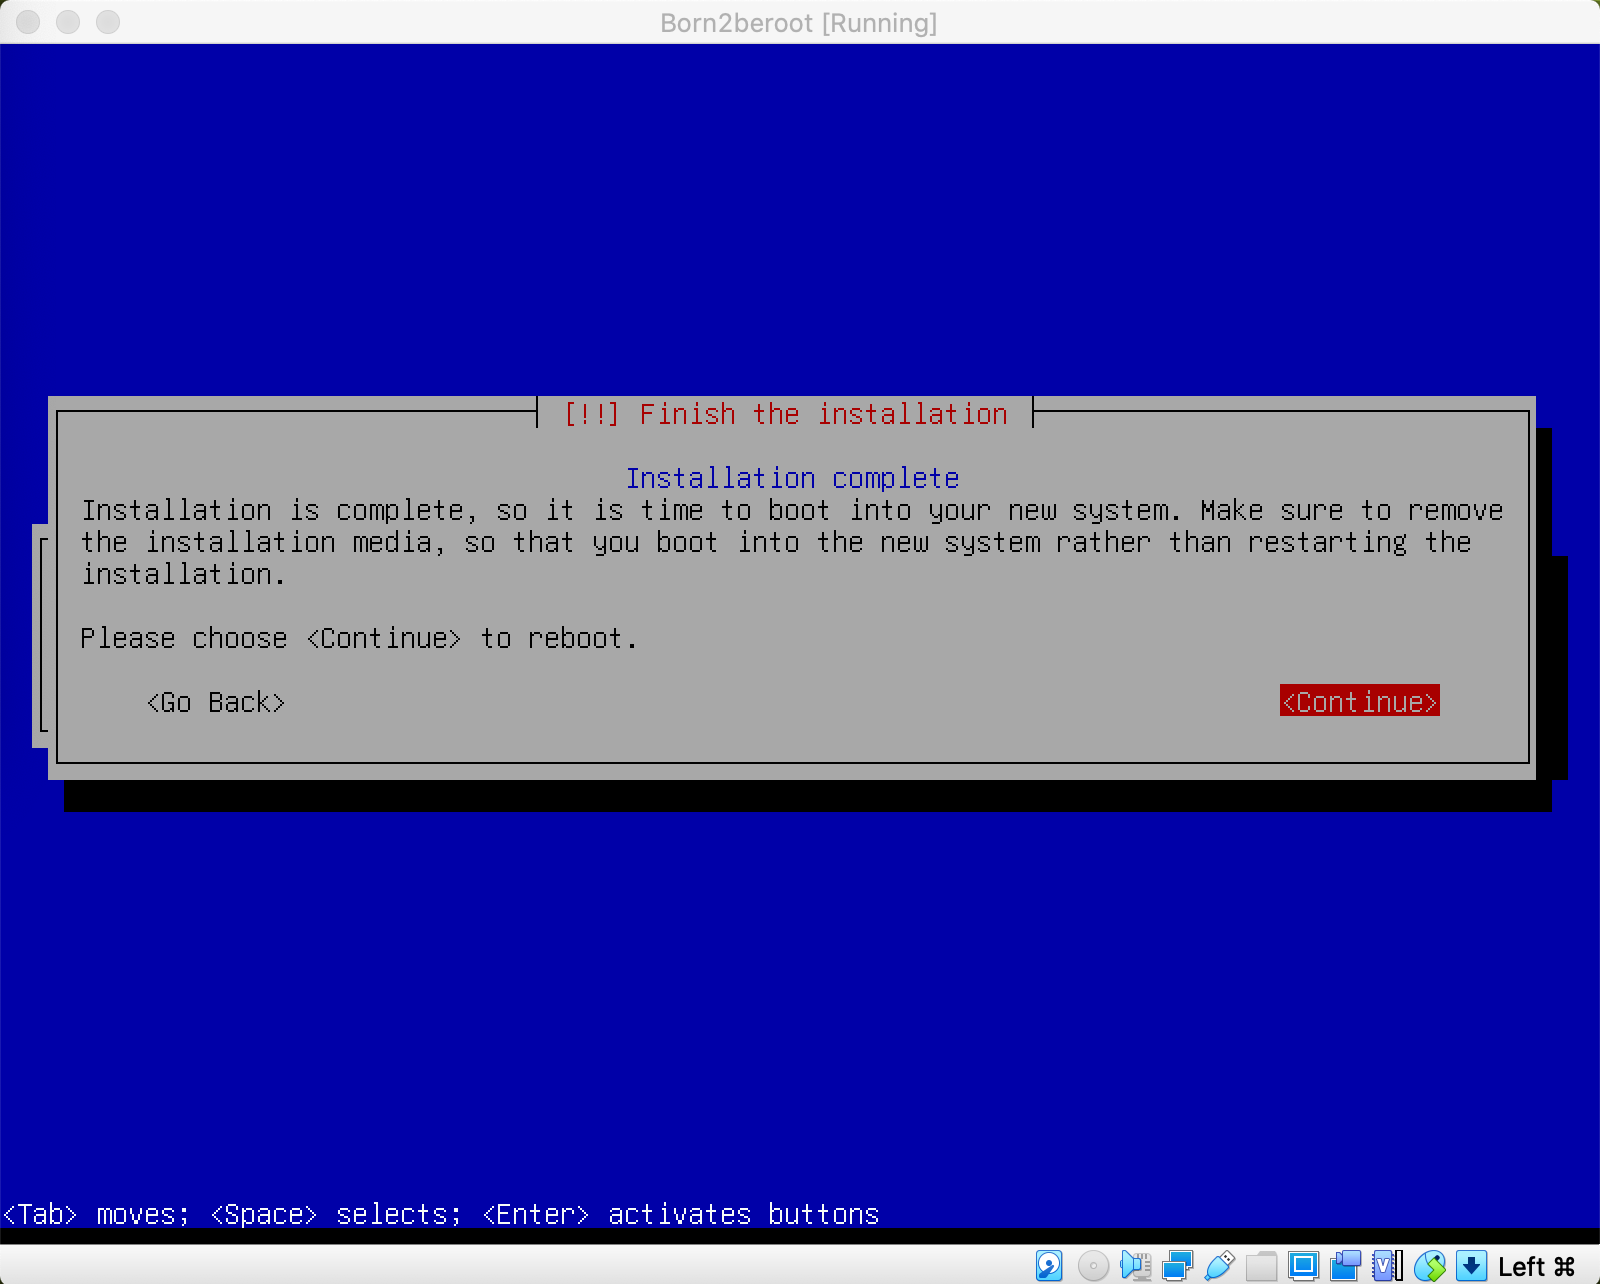 Born2beroot [Running]
[!!] Finish the installation
Installation complete
Installation is complete, so it is time to boot into your new system. Make sure to remove
the installation media, so that you boot into the new system rather than restarting the
installation.
Please choose <Continue> to reboot.
<Go Back>
<Continue>
<Tab> moves; <Space> selects; <Enter> activates buttons
V
Left ⌘